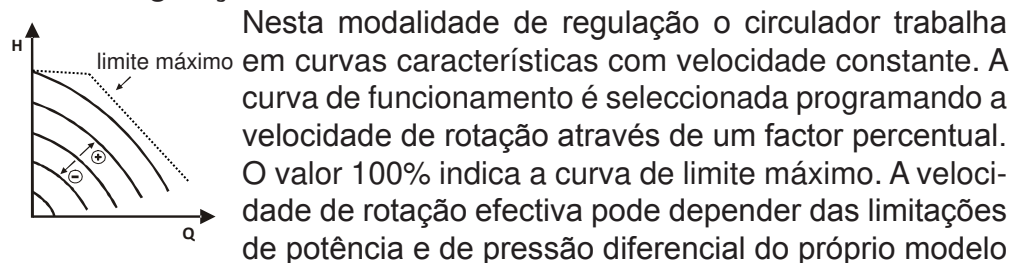 Nesta modalidade de regulação o circulador trabalha
em curvas características com velocidade constante. A
curva de funcionamento é seleccionada programando a
velocidade de rotação através de um factor percentual.
O valor 100% indica a curva de limite máximo. A veloci-
dade de rotação efectiva pode depender das limitações
de potência e de pressão diferencial do próprio modelo
H
limite máximo
+
-
Q